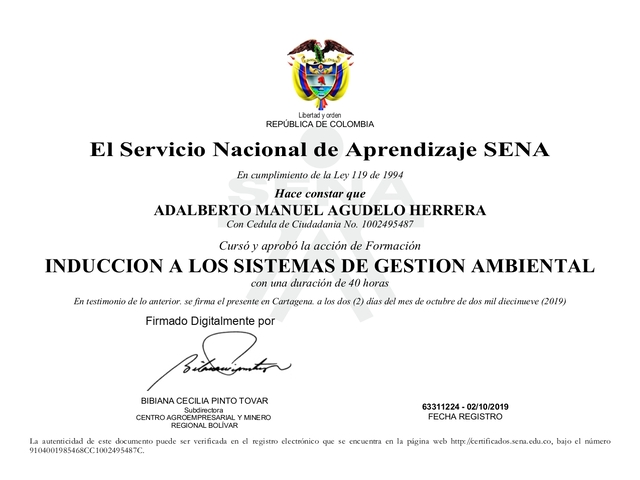 Libertad y orden
REPÚBLICA DE COLOMBIA
El Servicio Nacional de Aprendizaje SENA
En cumplimiento de la Ley 119 de 1994
SENA
Hace constar que
ADALBERTO MANUEL AGUDELO HERRERA
Con Cedula de Ciudadania No. 1002495487
Cursó y aprobó la acción de Formación
INDUCCION A LOS SISTEMAS DE GESTION AMBIENTAL
con una duración de 40 horas
En testimonio de lo anterior. se firma el presente en Cartagena. a los dos (2) días del mes de octubre de dos mil diecinueve (2019)
Firmado Digitalmente por
BIBIANA CECILIA PINTO TOVAR
Subdirectora
CENTRO AGROEMPRESARIAL Y MINERO
REGIONAL BOLÍVAR
63311224 - 02/10/2019
FECHA REGISTRO
La autenticidad de este documento puede ser verificada en el registro electrónico que se encuentra en la página web http://certificados.sena.edu.co, bajo el número
9104001985468CC1002495487C.